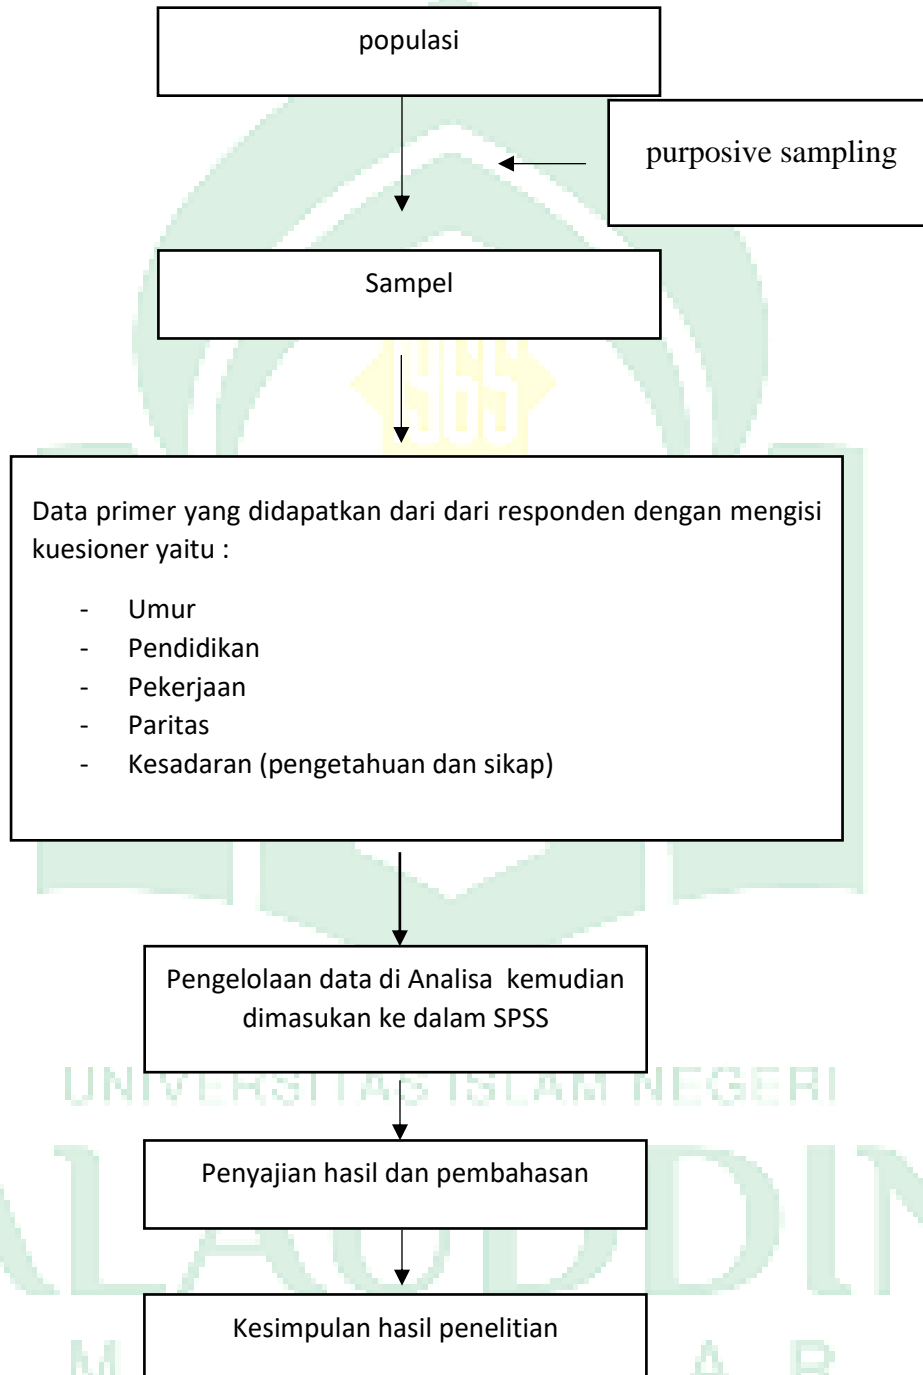 populasi
purposive sampling
Sampel
1965
Data primer yang didapatkan dari dari responden dengan mengisi
kuesioner yaitu :
- Umur
- Pendidikan
- Pekerjaan
- Paritas
- Kesadaran (pengetahuan dan sikap)
Pengelolaan data di Analisa kemudian
dimasukan ke dalam SPSS
UNIVERSITAS ISLAM NEGERI
Penyajian hasil dan pembahasan
ALAUDDIN
Kesimpulan hasil penelitian